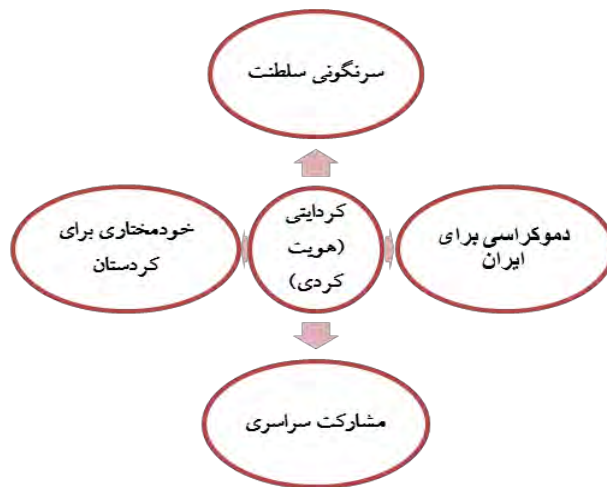 سرنگونی سلطنت
کردایتی
(هویت
کردی)
دموکراسی برای
ایران
خودمختاری برای
کردستان
مشارکت سراسری